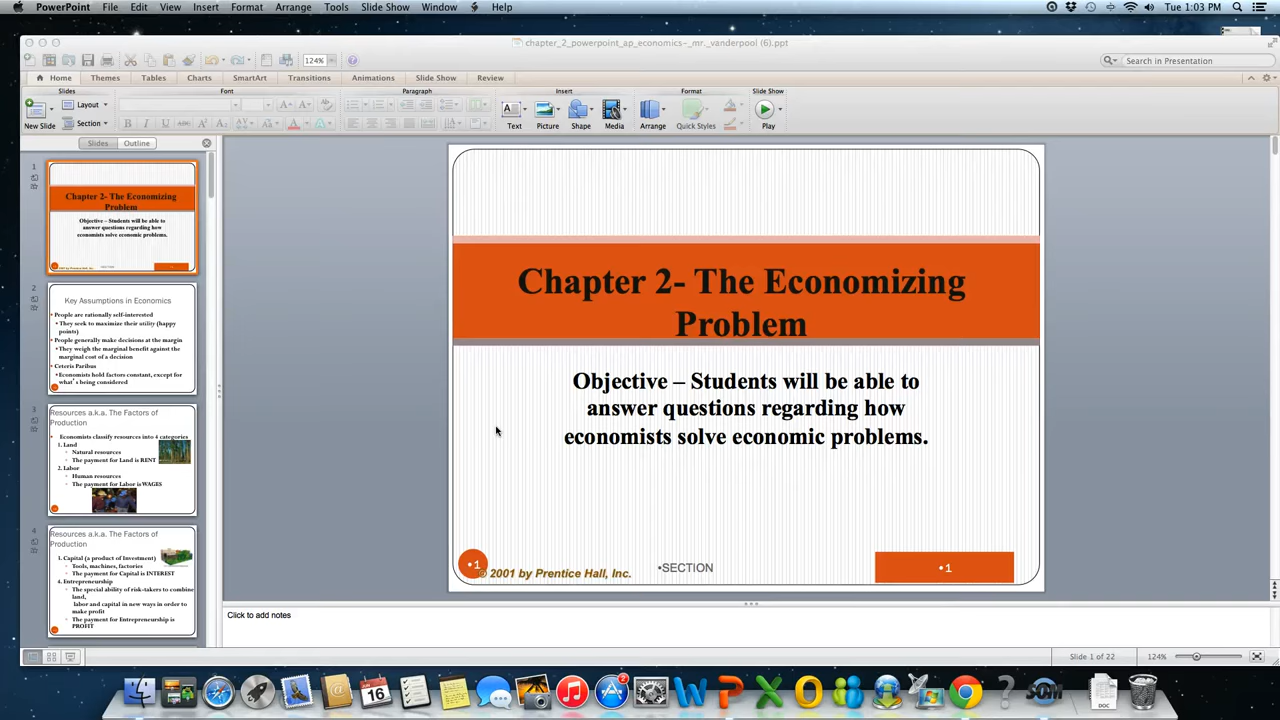 PowerPoint File Edit View Insert Format Arrange Tools Slide Show Window Help Tue 1:03 PM
chapter_2_powerpoint_ap_economics-_mr._vanderpool (6).ppt
124% Search in Presentation
Home Themes Tables Charts SmartArt Transitions Animations Slide Show Review
Slides Font Paragraph Insert Format Slide Show
Layout
New Slide Section Text Picture Shape Media Arrange Quick Styles Play
Slides Outline
1
Chapter 2- The Economizing
Problem
Objective – Students will be able to
answer questions regarding how
economists solve economic problems.
2
Key Assumptions in Economics
People are rationally self-interested
They seek to maximize their utility (happy
points)
People generally make decisions at the margin
They weigh the marginal benefit against the
marginal cost of a decision
Ceteris Paribus
Economists hold factors constant, except for
what's being considered
3
Resources a.k.a. The Factors of
Production
Economists classify resources into 4 categories
1. Land
Natural resources
The payment for Land is RENT
2. Labor
Human resources
The payment for Labor is WAGES
4
Resources a.k.a. The Factors of
Production
3. Capital (a product of Investment)
Tools, machines, factories
The payment for Capital is INTEREST
4. Entrepreneurship
The special ability of risk-takers to combine
land,
labor and capital in new ways in order to
make profit
The payment for Entrepreneurship is
PROFIT
Chapter 2- The Economizing
Problem
Objective – Students will be able to
answer questions regarding how
economists solve economic problems.
•1
© 2001 by Prentice Hall, Inc.
•SECTION
•1
Click to add notes
Slide 1 of 22 124%
16
2
DOC